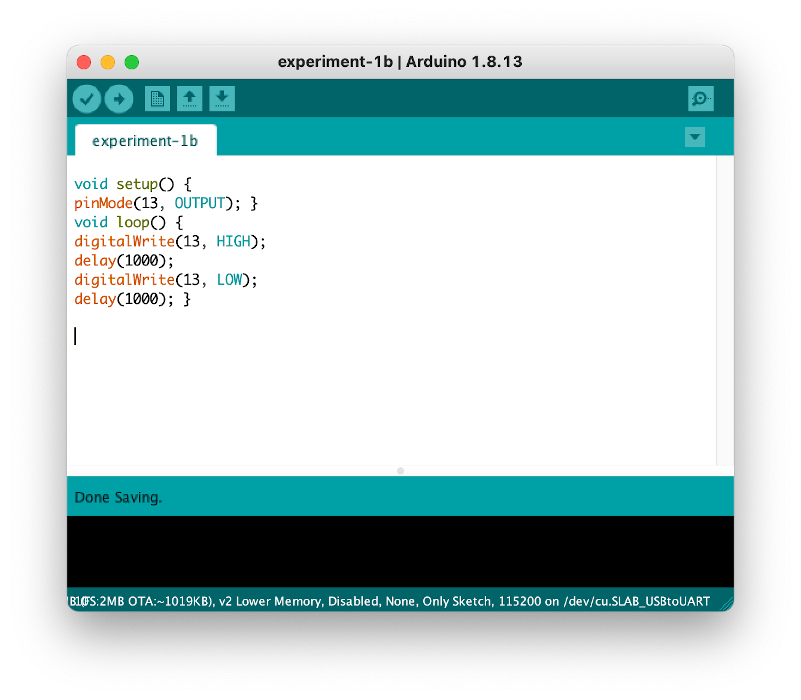 experiment-1b | Arduino 1.8.13
experiment-1b
void setup() {
pinMode(13, OUTPUT); }
void loop() {
digitalWrite(13, HIGH);
delay(1000);
digitalWrite(13, LOW);
delay(1000); }
Done Saving.
2MB OTA:~1019KB), v2 Lower Memory, Disabled, None, Only Sketch, 115200 on /dev/cu.SLAB_USBtoUART